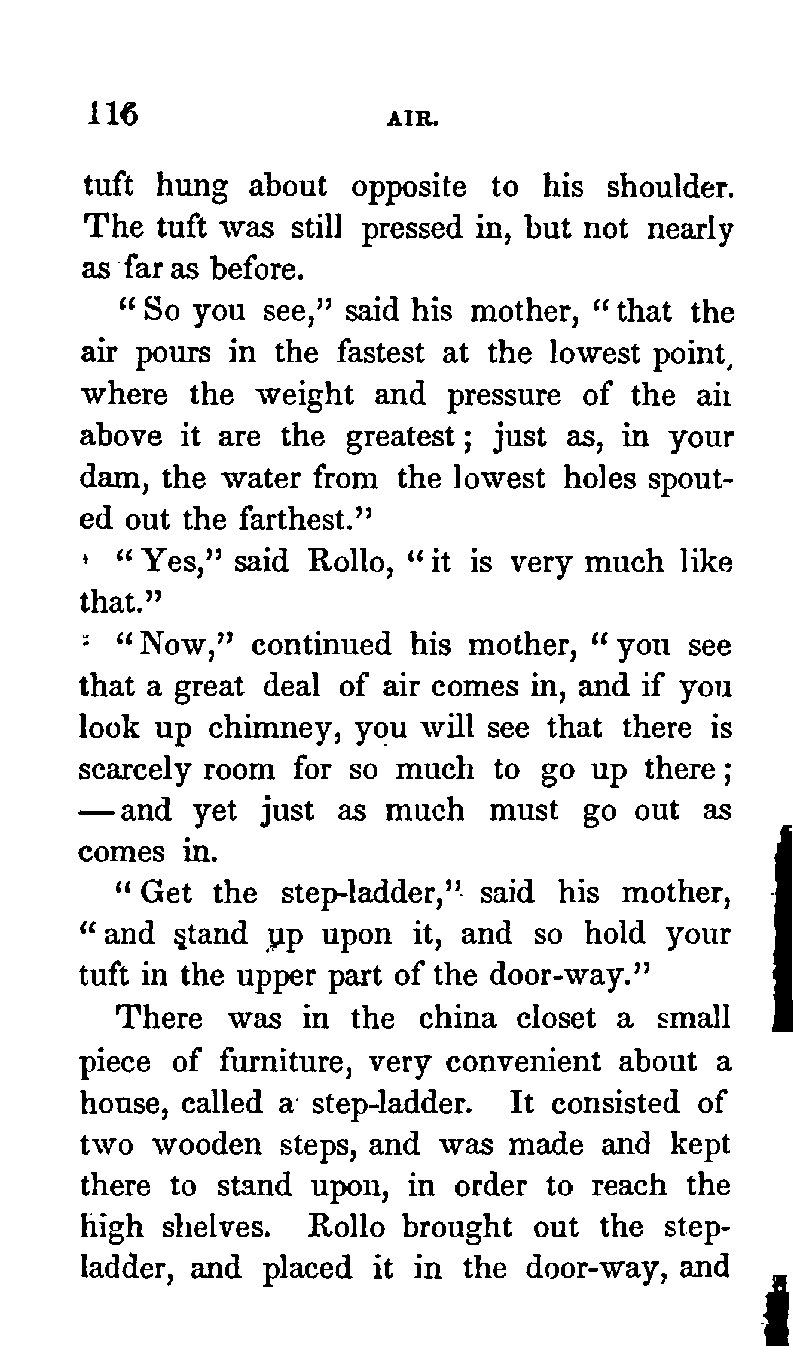 116 AIR.
tuft hung about opposite to his shoulder.
The tuft was still pressed in, but not nearly
as far as before.
“So you see,” said his mother, “that the
air pours in the fastest at the lowest point,
where the weight and pressure of the air
above it are the greatest; just as, in your
dam, the water from the lowest holes spout-
ed out the farthest.”
“Yes,” said Rollo, “it is very much like
that.”
“Now,” continued his mother, “you see
that a great deal of air comes in, and if you
look up chimney, you will see that there is
scarcely room for so much to go up there;
—and yet just as much must go out as
comes in.
“Get the step-ladder,” said his mother,
“and stand up upon it, and so hold your
tuft in the upper part of the door-way.”
There was in the china closet a small
piece of furniture, very convenient about a
house, called a step-ladder. It consisted of
two wooden steps, and was made and kept
there to stand upon, in order to reach the
high shelves. Rollo brought out the step-
ladder, and placed it in the door-way, and